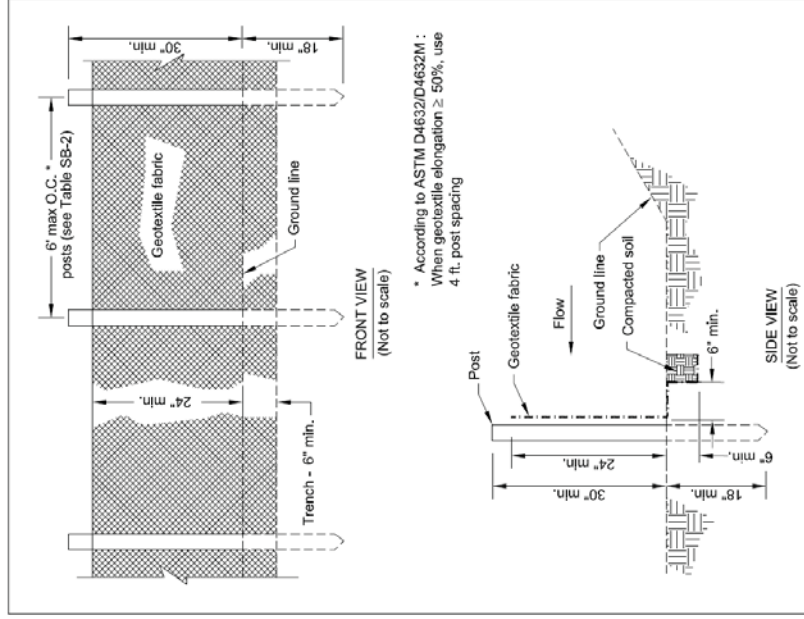 6' max O.C. *
posts (see Table SB-2)
30" min.
18" min.
Geotextile fabric
24" min.
Ground line
Trench - 6" min.
FRONT VIEW
(Not to scale)
* According to ASTM D4632/D4632M :
When geotextile elongation ≥ 50%, use
4 ft. post spacing
Post
Geotextile fabric
Flow
Ground line
Compacted soil
30" min.
24" min.
18" min.
6" min.
6" min.
SIDE VIEW
(Not to scale)